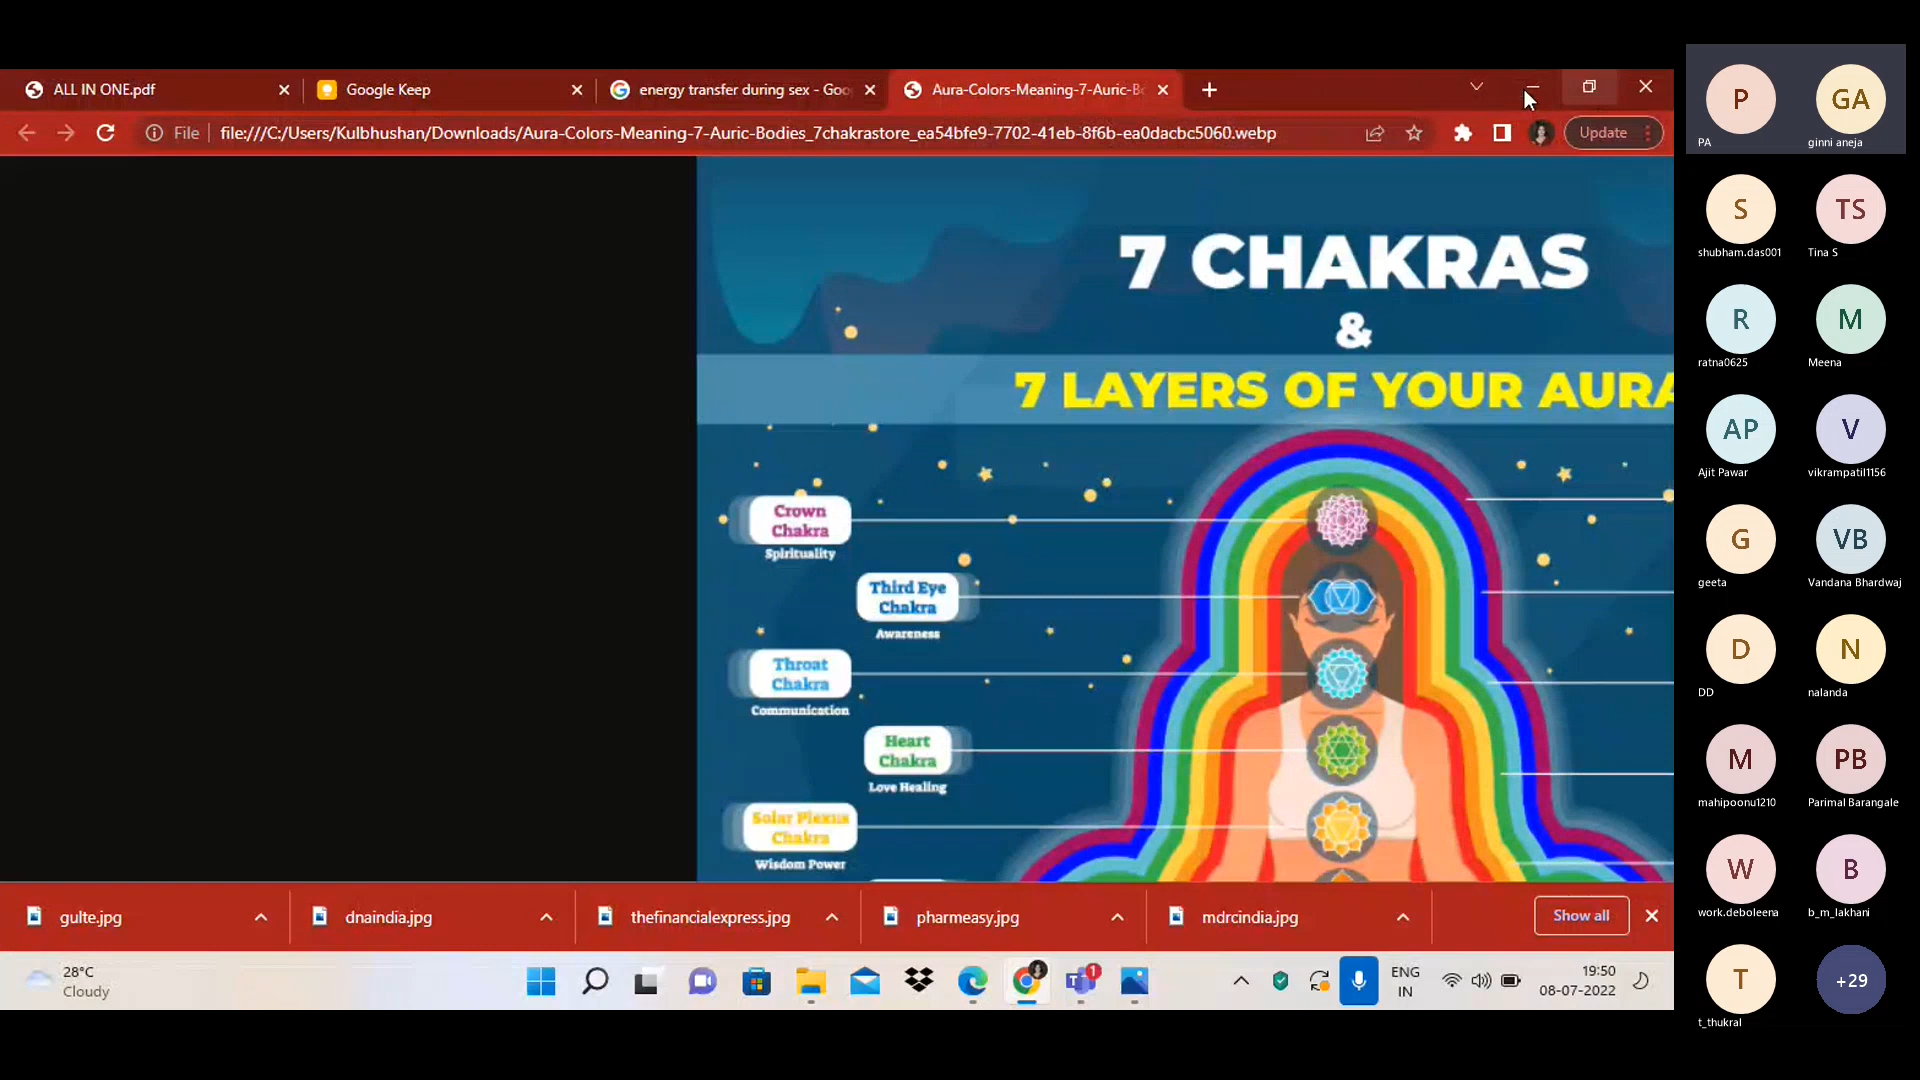 ALL IN ONE.pdf
Google Keep
energy transfer during sex - Goo
Aura-Colors-Meaning-7-Auric-Bo
File
file:///C:/Users/Kulbhushan/Downloads/Aura-Colors-Meaning-7-Auric-Bodies_7chakrastore_ea54bfe9-7702-41eb-8f6b-ea0dacbc5060.webp
Update
7 CHAKRAS
&
7 LAYERS OF YOUR AURA
Crown
Chakra
Spirituality
Third Eye
Chakra
Awareness
Throat
Chakra
Communication
Heart
Chakra
Love Healing
Solar Plexus
Chakra
Wisdom Power
gulte.jpg
dnaindia.jpg
thefinancialexpress.jpg
pharmeasy.jpg
mdrcindia.jpg
Show all
28°C
Cloudy
1
ENG
IN
19:50
08-07-2022
P
PA
GA
ginni aneja
S
shubham.das001
TS
Tina S
R
ratna0625
M
Meena
AP
Ajit Pawar
V
vikrampatil1156
G
geeta
VB
Vandana Bhardwaj
D
DD
N
nalanda
M
mahipoonu1210
PB
Parimal Barangale
W
work.deboleena
B
b_m_lakhani
T
t_thukral
+29